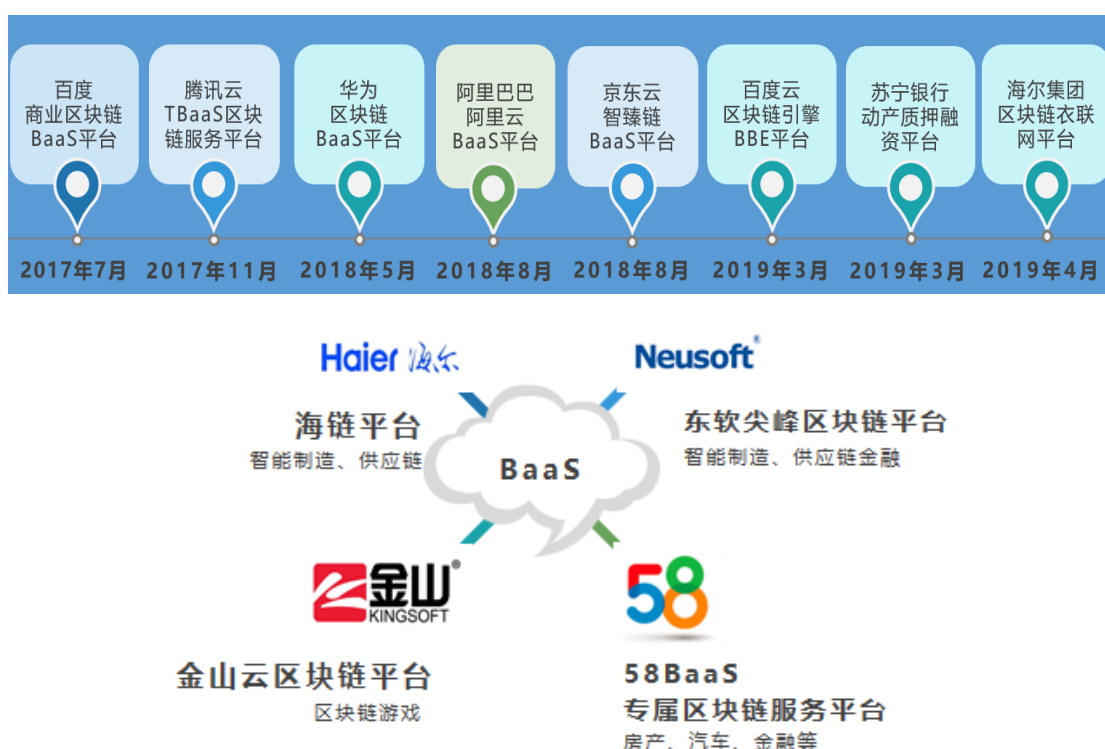 百度
商业区块链
BaaS平台
腾讯云
TBaaS区块
链服务平台
华为
区块链
BaaS平台
阿里巴巴
阿里云
BaaS平台
京东云
智臻链
BaaS平台
百度云
区块链引擎
BBE平台
苏宁银行
动产质押融
资平台
海尔集团
区块链衣联
网平台
2017年7月
2017年11月
2018年5月
2018年8月
2018年8月
2019年3月
2019年3月
2019年4月
Haier 海尔
Neusoft®
海链平台
智能制造、供应链
东软尖峰区块链平台
智能制造、供应链金融
BaaS
金山®
KINGSOFT
58
金山云区块链平台
区块链游戏
58BaaS
专属区块链服务平台
房产、汽车、金融等